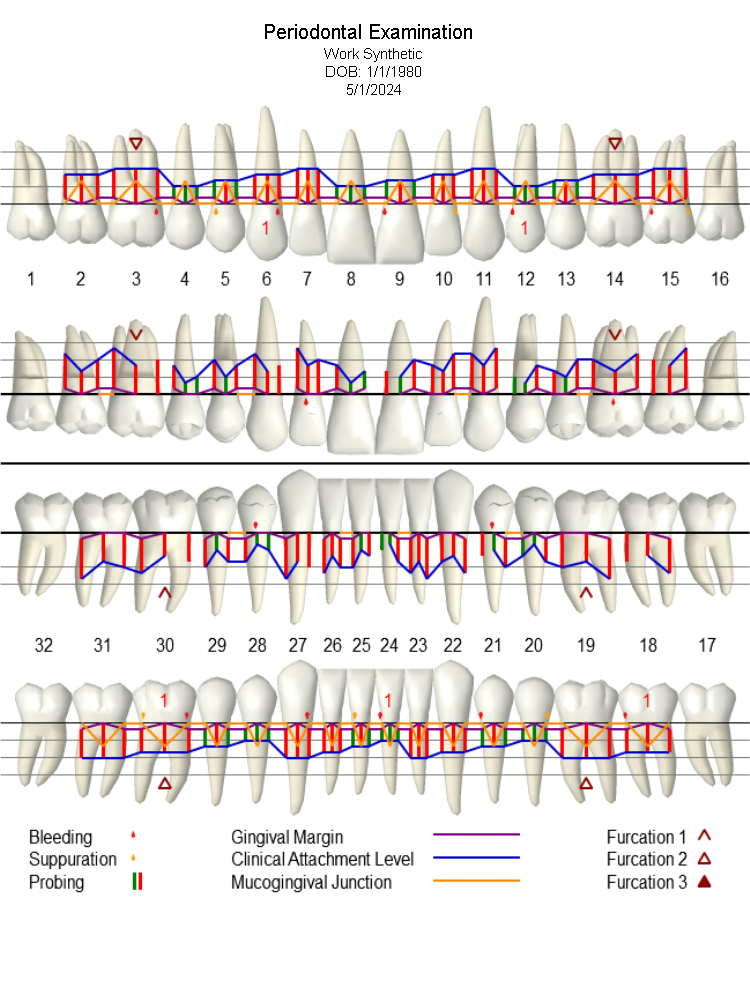 Periodontal Examination
Work Synthetic
DOB: 1/1/1980
5/1/2024
1 1
1 2 3 4 5 6 7 8 9 10 11 12 13 14 15 16
32 31 30 29 28 27 26 25 24 23 22 21 20 19 18 17
1 1 1
Bleeding Gingival Margin Furcation 1
Suppuration Clinical Attachment Level Furcation 2
Probing Mucogingival Junction Furcation 3